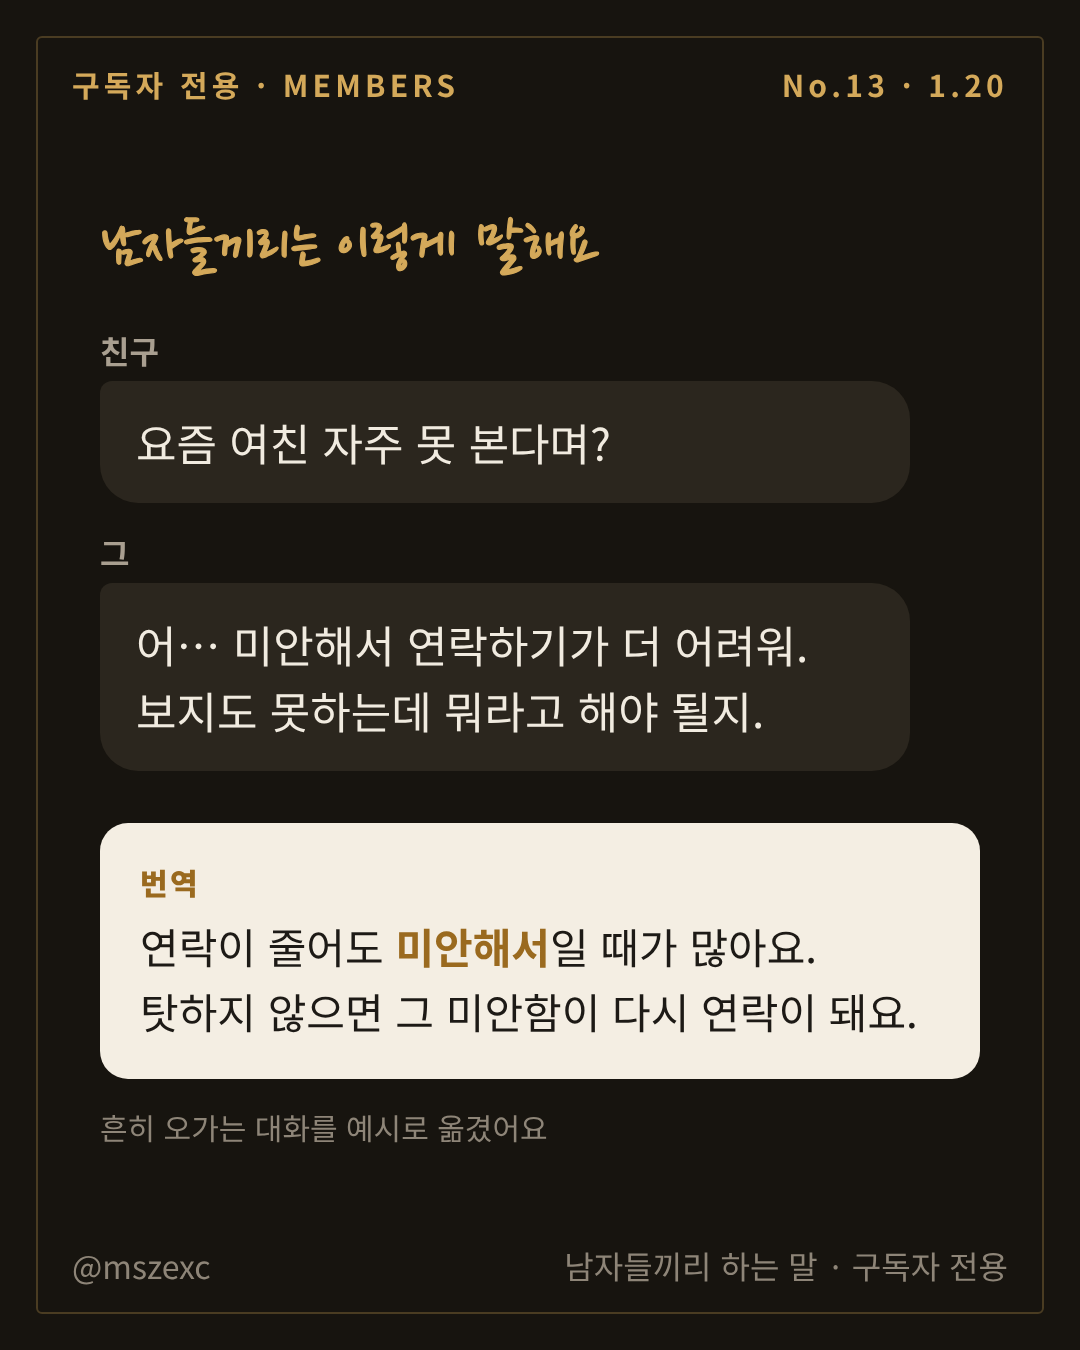 구독자 전용 · MEMBERS
No.13 · 1.20
남자들끼리는 이렇게 말해요
친구
요즘 여친 자주 못 본다며?
그
어… 미안해서 연락하기가 더 어려워.
보지도 못하는데 뭐라고 해야 될지.
번역
연락이 줄어도 미안해서일 때가 많아요.
탓하지 않으면 그 미안함이 다시 연락이 돼요.
흔히 오가는 대화를 예시로 옮겼어요
@mszexc
남자들끼리 하는 말 · 구독자 전용